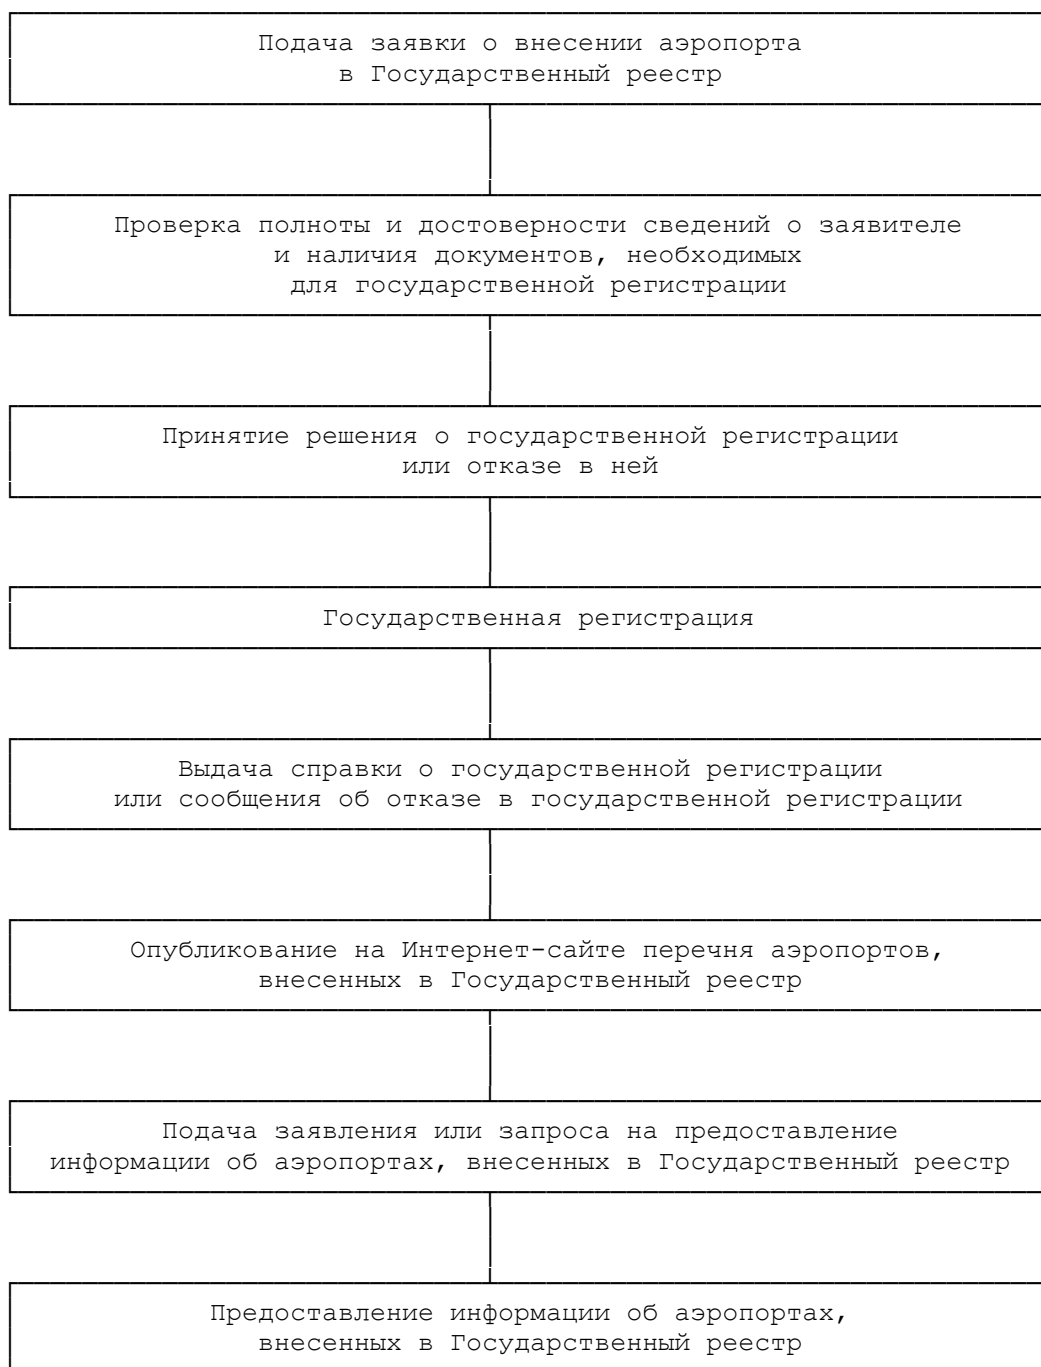 Подача заявки о внесении аэропорта
в Государственный реестр
Проверка полноты и достоверности сведений о заявителе
и наличия документов, необходимых
для государственной регистрации
Принятие решения о государственной регистрации
или отказе в ней
Государственная регистрация
Выдача справки о государственной регистрации
или сообщения об отказе в государственной регистрации
Опубликование на Интернет-сайте перечня аэропортов,
внесенных в Государственный реестр
Подача заявления или запроса на предоставление
информации об аэропортах, внесенных в Государственный реестр
Предоставление информации об аэропортах,
внесенных в Государственный реестр